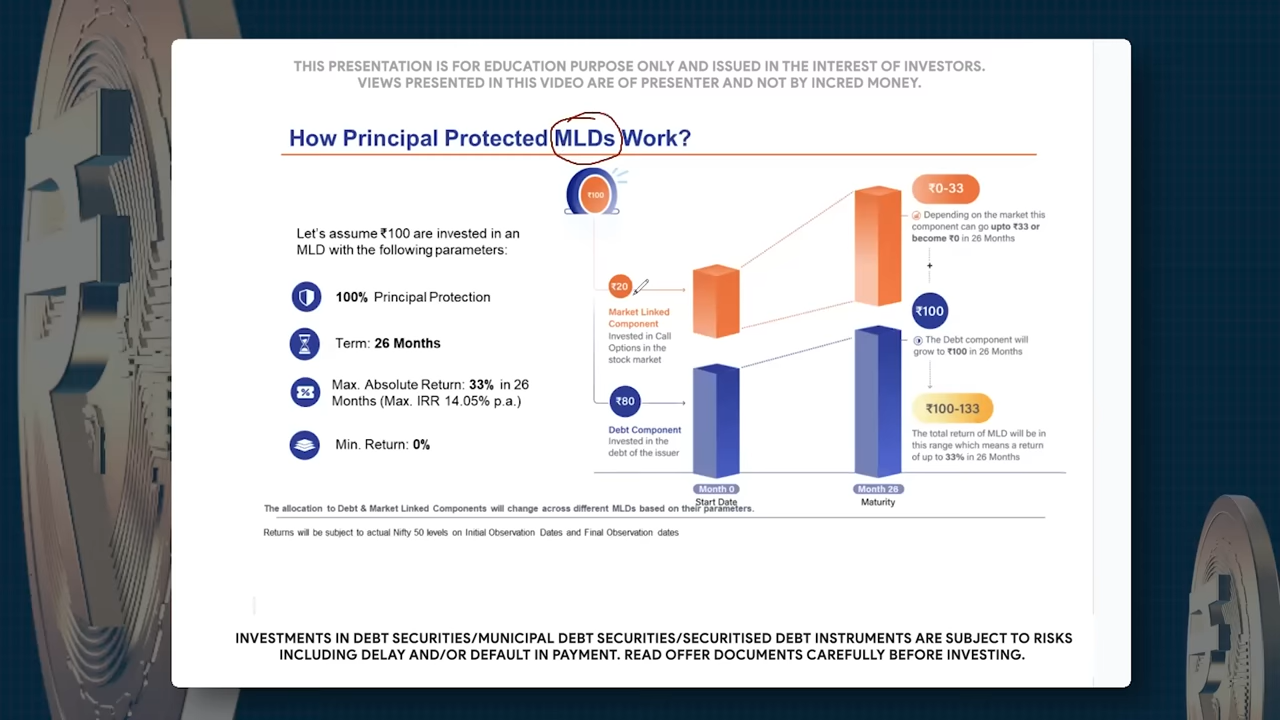 THIS PRESENTATION IS FOR EDUCATION PURPOSE ONLY AND ISSUED IN THE INTEREST OF INVESTORS.
VIEWS PRESENTED IN THIS VIDEO ARE OF PRESENTER AND NOT BY INCRED MONEY.
How Principal Protected MLDs Work?
₹100
Let's assume ₹100 are invested in an
MLD with the following parameters:
100% Principal Protection
Term: 26 Months
Max. Absolute Return: 33% in 26
Months (Max. IRR 14.05% p.a.)
Min. Return: 0%
₹20
Market Linked
Component
Invested in Call
Options in the
stock market
₹80
Debt Component
Invested in the
debt of the issuer
Month 0
Start Date
Month 26
Maturity
₹0-33
Depending on the market this
component can go upto ₹33 or
become ₹0 in 26 Months
+
₹100
The Debt component will
grow to ₹100 in 26 Months
₹100-133
The total return of MLD will be in
this range which means a return
of up to 33% in 26 Months
The allocation to Debt & Market Linked Components will change across different MLDs based on their parameters.
Returns will be subject to actual Nifty 50 levels on Initial Observation Dates and Final Observation dates
INVESTMENTS IN DEBT SECURITIES/MUNICIPAL DEBT SECURITIES/SECURITISED DEBT INSTRUMENTS ARE SUBJECT TO RISKS
INCLUDING DELAY AND/OR DEFAULT IN PAYMENT. READ OFFER DOCUMENTS CAREFULLY BEFORE INVESTING.